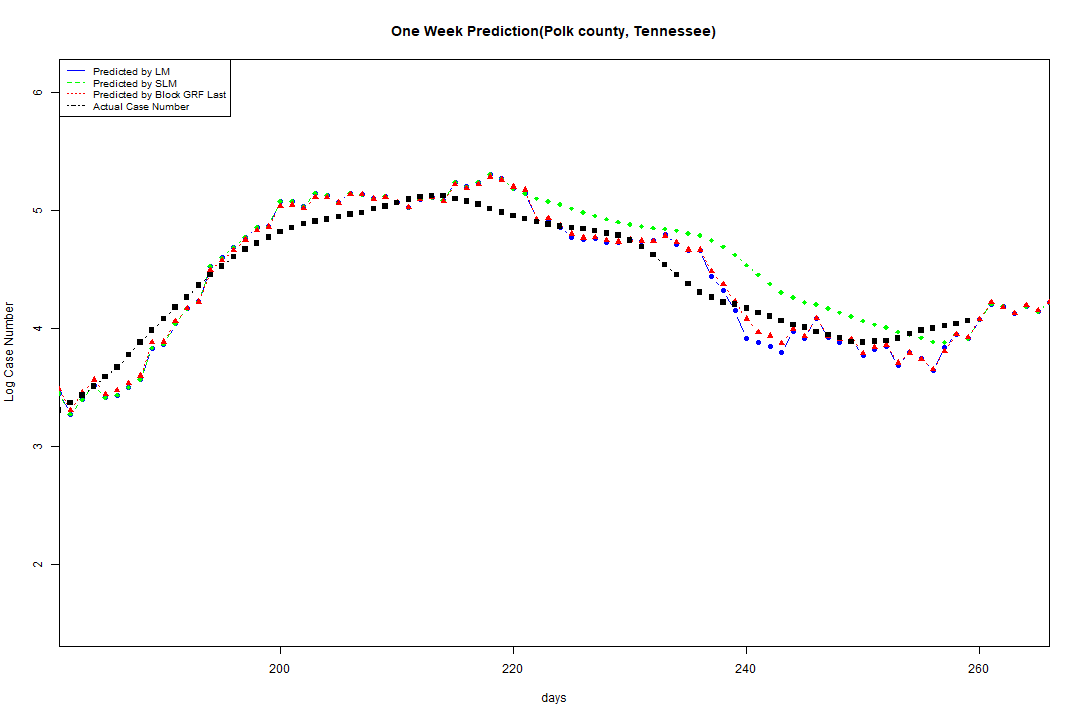 One Week Prediction(Polk county, Tennessee)
Predicted by LM
Predicted by SLM
Predicted by Block GRF Last
Actual Case Number
6
5
4
3
2
Log Case Number
200 220 240 260
days